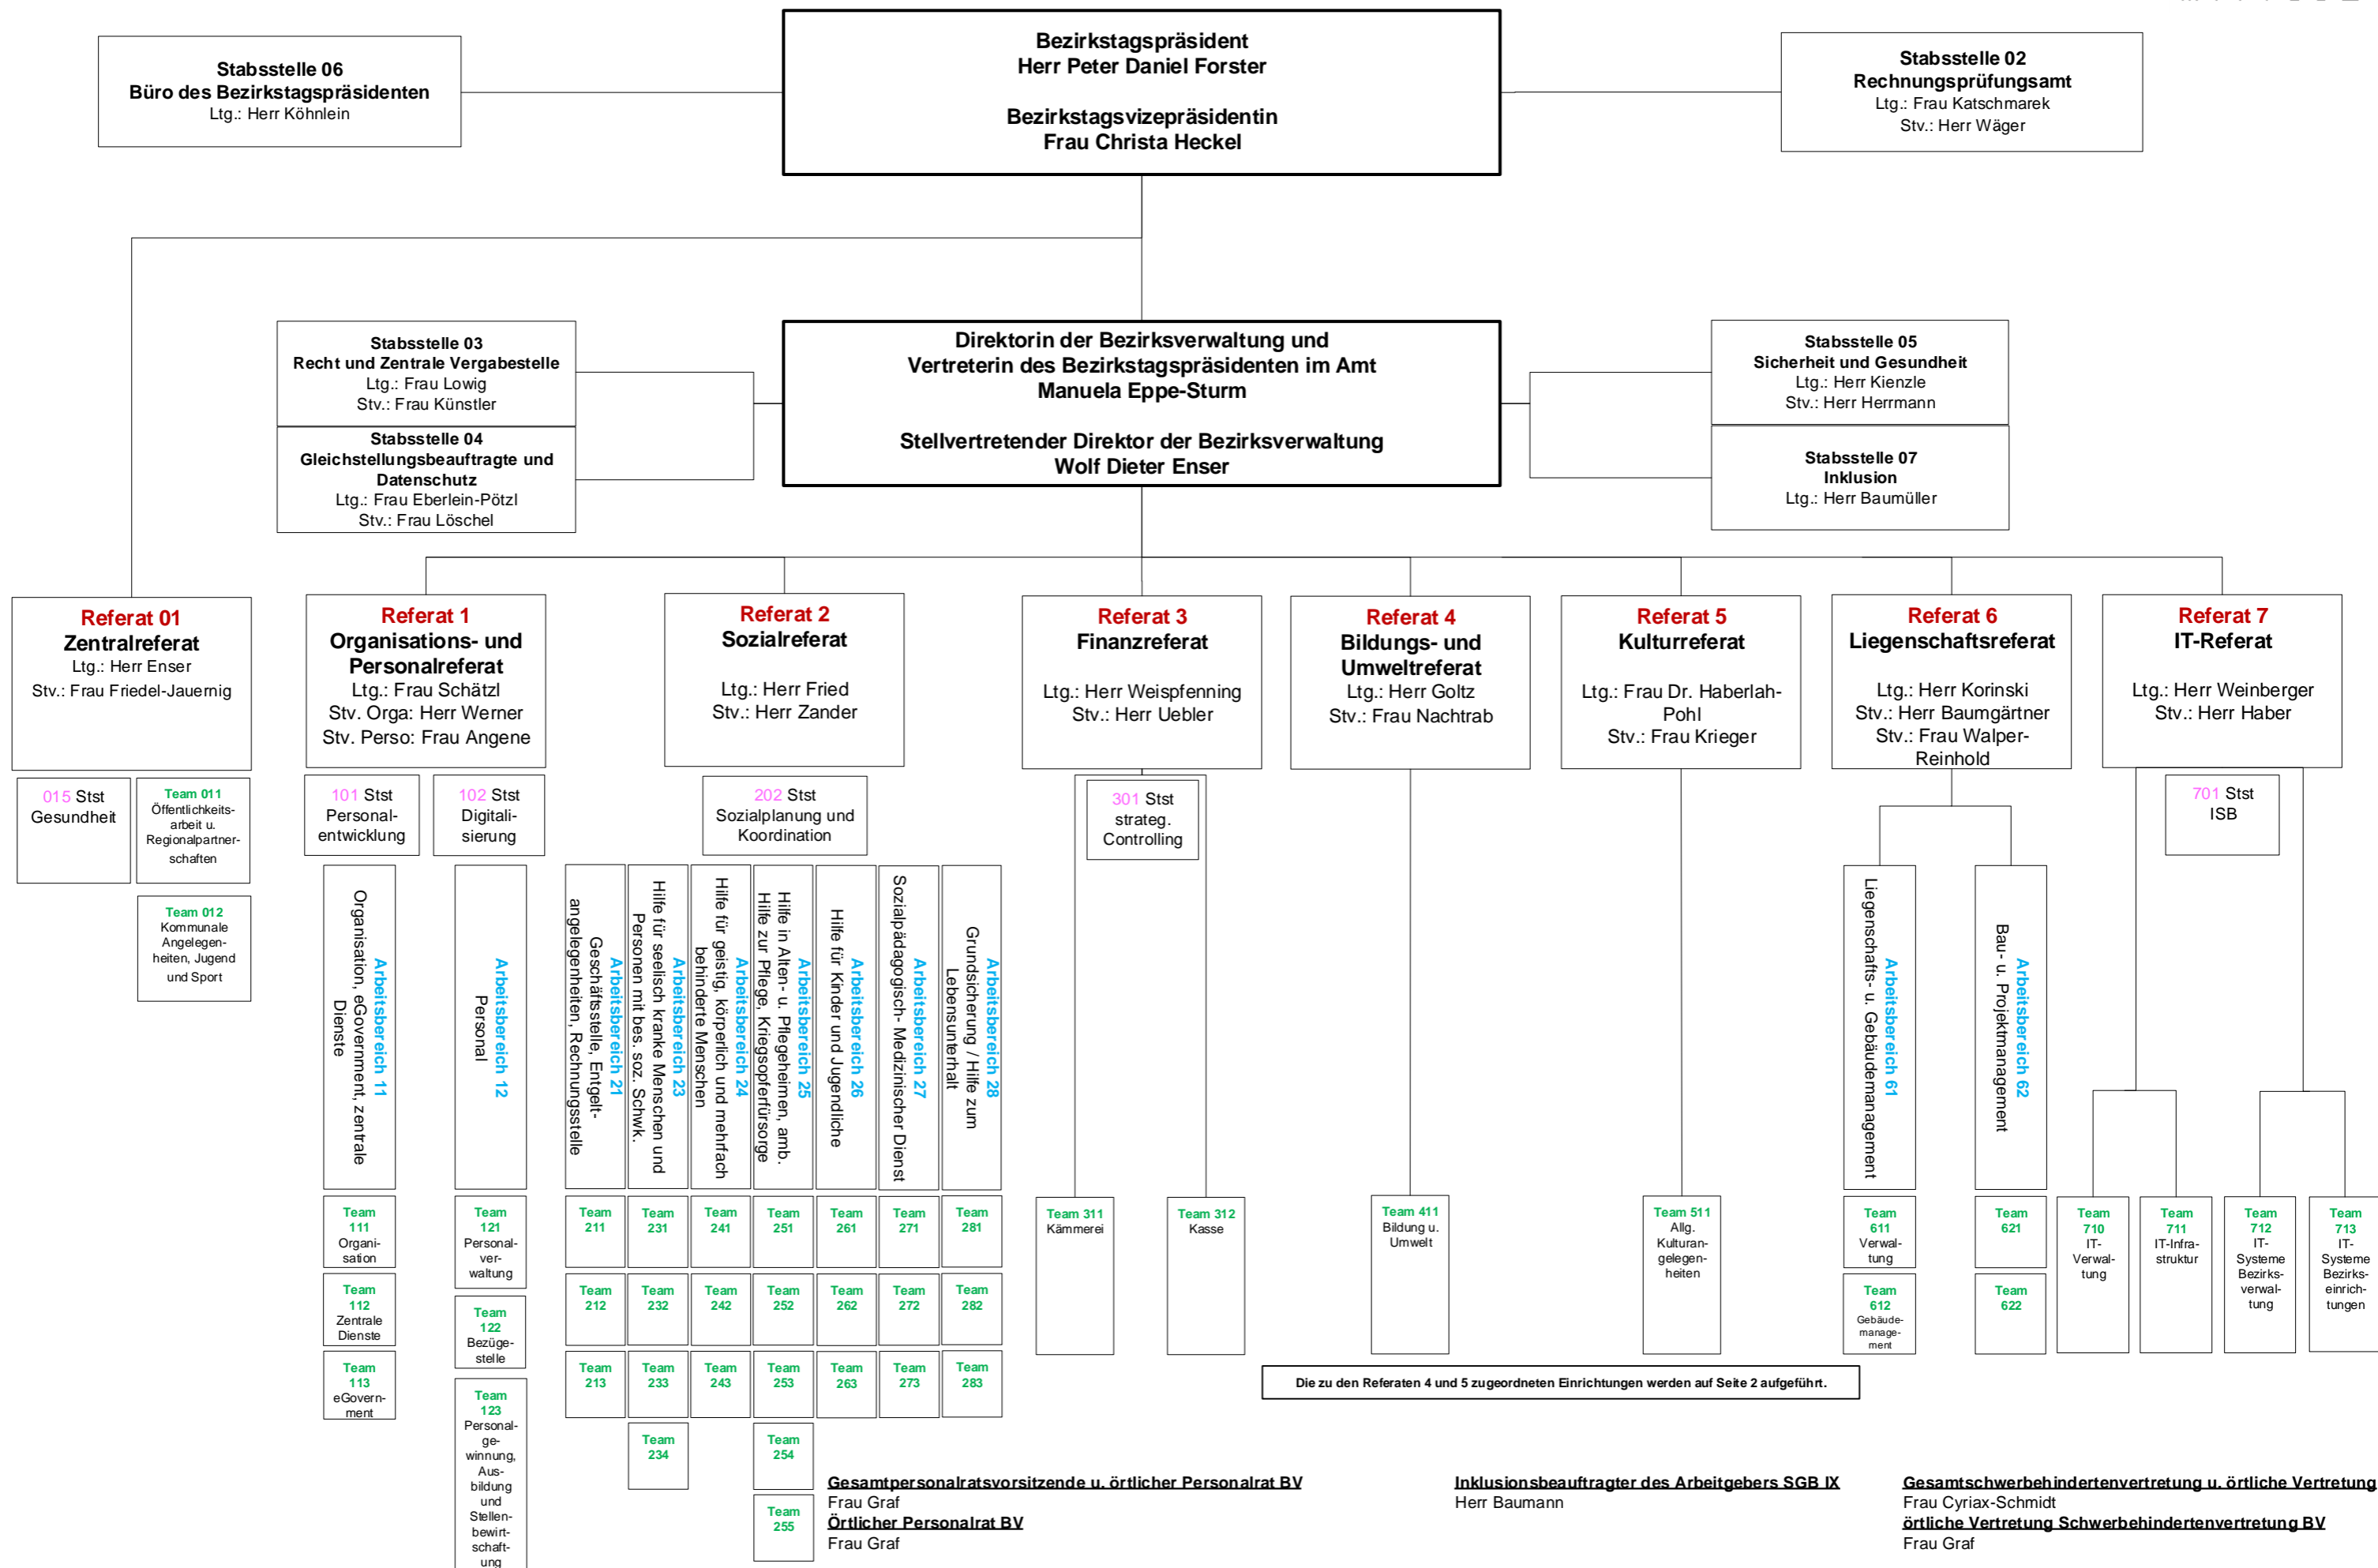 Bezirkstagspräsident
Herr Peter Daniel Forster
Bezirkstagsvizepräsidentin
Frau Christa Heckel
Stabsstelle 06
Büro des Bezirkstagspräsidenten
Ltg.: Herr Köhnlein
Stabsstelle 02
Rechnungsprüfungsamt
Ltg.: Frau Katschmarek
Stv.: Herr Wäger
Stabsstelle 03
Recht und Zentrale Vergabestelle
Ltg.: Frau Lowig
Stv.: Frau Künstler
Stabsstelle 04
Gleichstellungsbeauftragte und
Datenschutz
Ltg.: Frau Eberlein-Pötzl
Stv.: Frau Löschel
Direktorin der Bezirksverwaltung und
Vertreterin des Bezirkstagspräsidenten im Amt
Manuela Eppe-Sturm
Stellvertretender Direktor der Bezirksverwaltung
Wolf Dieter Enser
Stabsstelle 05
Sicherheit und Gesundheit
Ltg.: Herr Kienzle
Stv.: Herr Herrmann
Stabsstelle 07
Inklusion
Ltg.: Herr Baumüller
Referat 01
Zentralreferat
Ltg.: Herr Enser
Stv.: Frau Friedel-Jauernig
015 Stst
Gesundheit
Team 011
Öffentlichkeits-
arbeit u.
Regionalpartner-
schaften
Team 012
Kommunale
Angelegen-
heiten, Jugend
und Sport
Referat 1
Organisations- und
Personalreferat
Ltg.: Frau Schätzl
Stv. Orga: Herr Werner
Stv. Perso: Frau Angene
101 Stst
Personal-
entwicklung
102 Stst
Digitali-
sierung
Arbeitsbereich 11
Organisation, eGovernment, zentrale
Dienste
Team
111
Organi-
sation
Team
112
Zentrale
Dienste
Team
113
eGovern-
ment
Arbeitsbereich 12
Personal
Team
121
Personal-
ver-
waltung
Team
122
Bezüge-
stelle
Team
123
Personal-
ge-
winnung,
Aus-
bildung
und
Stellen-
bewirt-
schaft-
ung
Referat 2
Sozialreferat
Ltg.: Herr Fried
Stv.: Herr Zander
202 Stst
Sozialplanung und
Koordination
Arbeitsbereich 21
Geschäftsstelle, Entgelt-
angelegenheiten, Rechnungsstelle
Team
211
Team
212
Team
213
Arbeitsbereich 23
Hilfe für seelisch kranke Menschen und
Personen mit bes. soz. Schwk.
Team
231
Team
232
Team
233
Team
234
Arbeitsbereich 24
Hilfe für geistig, körperlich und mehrfach
behinderte Menschen
Team
241
Team
242
Team
243
Arbeitsbereich 25
Hilfe in Alten- u. Pflegeheimen, amb.
Hilfe zur Pflege, Kriegsopferfürsorge
Team
251
Team
252
Team
253
Team
254
Team
255
Arbeitsbereich 26
Hilfe für Kinder und Jugendliche
Team
261
Team
262
Team
263
Arbeitsbereich 27
Sozialpädagogisch- Medizinischer Dienst
Team
271
Team
272
Team
273
Arbeitsbereich 28
Grundsicherung / Hilfe zum
Lebensunterhalt
Team
281
Team
282
Team
283
Referat 3
Finanzreferat
Ltg.: Herr Weispfenning
Stv.: Herr Uebler
301 Stst
strateg.
Controlling
Team 311
Kämmerei
Team 312
Kasse
Referat 4
Bildungs- und
Umweltreferat
Ltg.: Herr Goltz
Stv.: Frau Nachtrab
Team 411
Bildung u.
Umwelt
Referat 5
Kulturreferat
Ltg.: Frau Dr. Haberlah-
Pohl
Stv.: Frau Krieger
Team 511
Allg.
Kulturan-
gelegen-
heiten
Referat 6
Liegenschaftsreferat
Ltg.: Herr Korinski
Stv.: Herr Baumgärtner
Stv.: Frau Walper-
Reinhold
Arbeitsbereich 61
Liegenschafts- u. Gebäudemanagement
Team
611
Verwal-
tung
Team
612
Gebäude-
manage-
ment
Arbeitsbereich 62
Bau- u. Projektmanagement
Team
621
Team
622
Referat 7
IT-Referat
Ltg.: Herr Weinberger
Stv.: Herr Haber
701 Stst
ISB
Team
710
IT-
Verwal-
tung
Team
711
IT-Infra-
struktur
Team
712
IT-
Systeme
Bezirks-
verwal-
tung
Team
713
IT-
Systeme
Bezirks-
einrich-
tungen
Die zu den Referaten 4 und 5 zugeordneten Einrichtungen werden auf Seite 2 aufgeführt.
Gesamtpersonalratsvorsitzende u. örtlicher Personalrat BV
Frau Graf
Örtlicher Personalrat BV
Frau Graf
Inklusionsbeauftragter des Arbeitgebers SGB IX
Herr Baumann
Gesamtschwerbehindertenvertretung u. örtliche Vertretung
Frau Cyriax-Schmidt
örtliche Vertretung Schwerbehindertenvertretung BV
Frau Graf